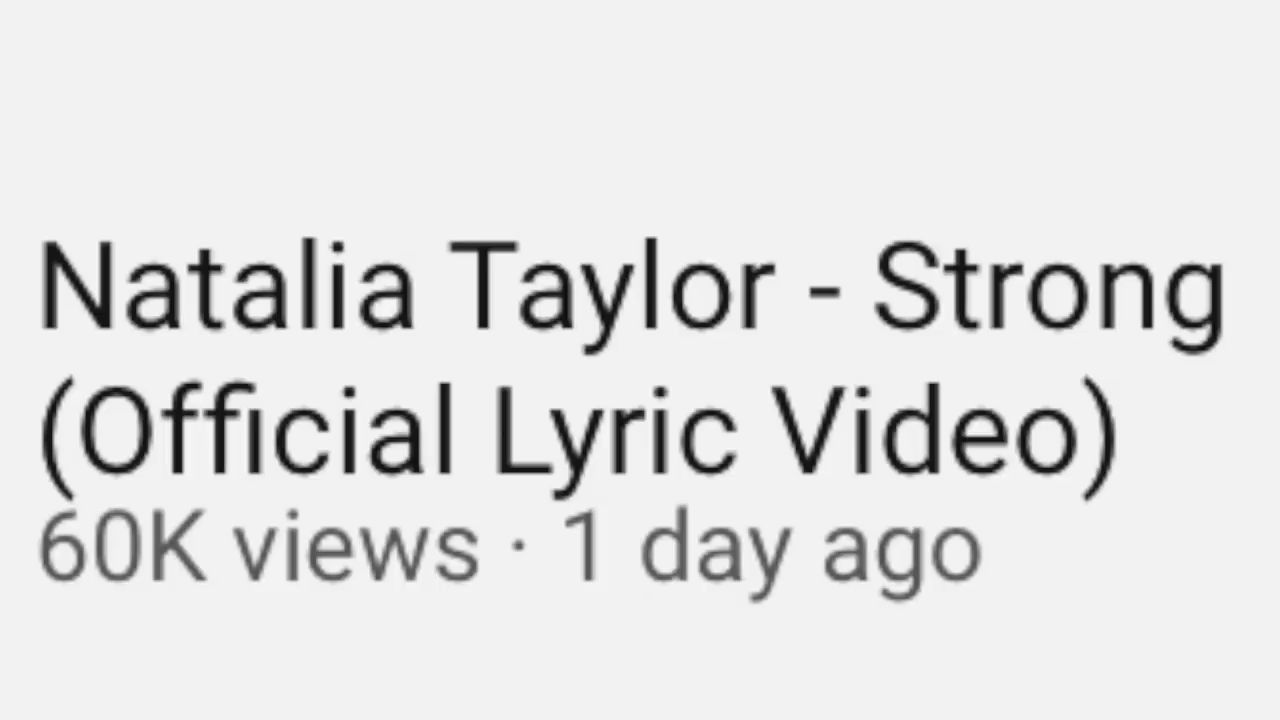 Natalia Taylor - Strong
(Official Lyric Video)
60K views · 1 day ago